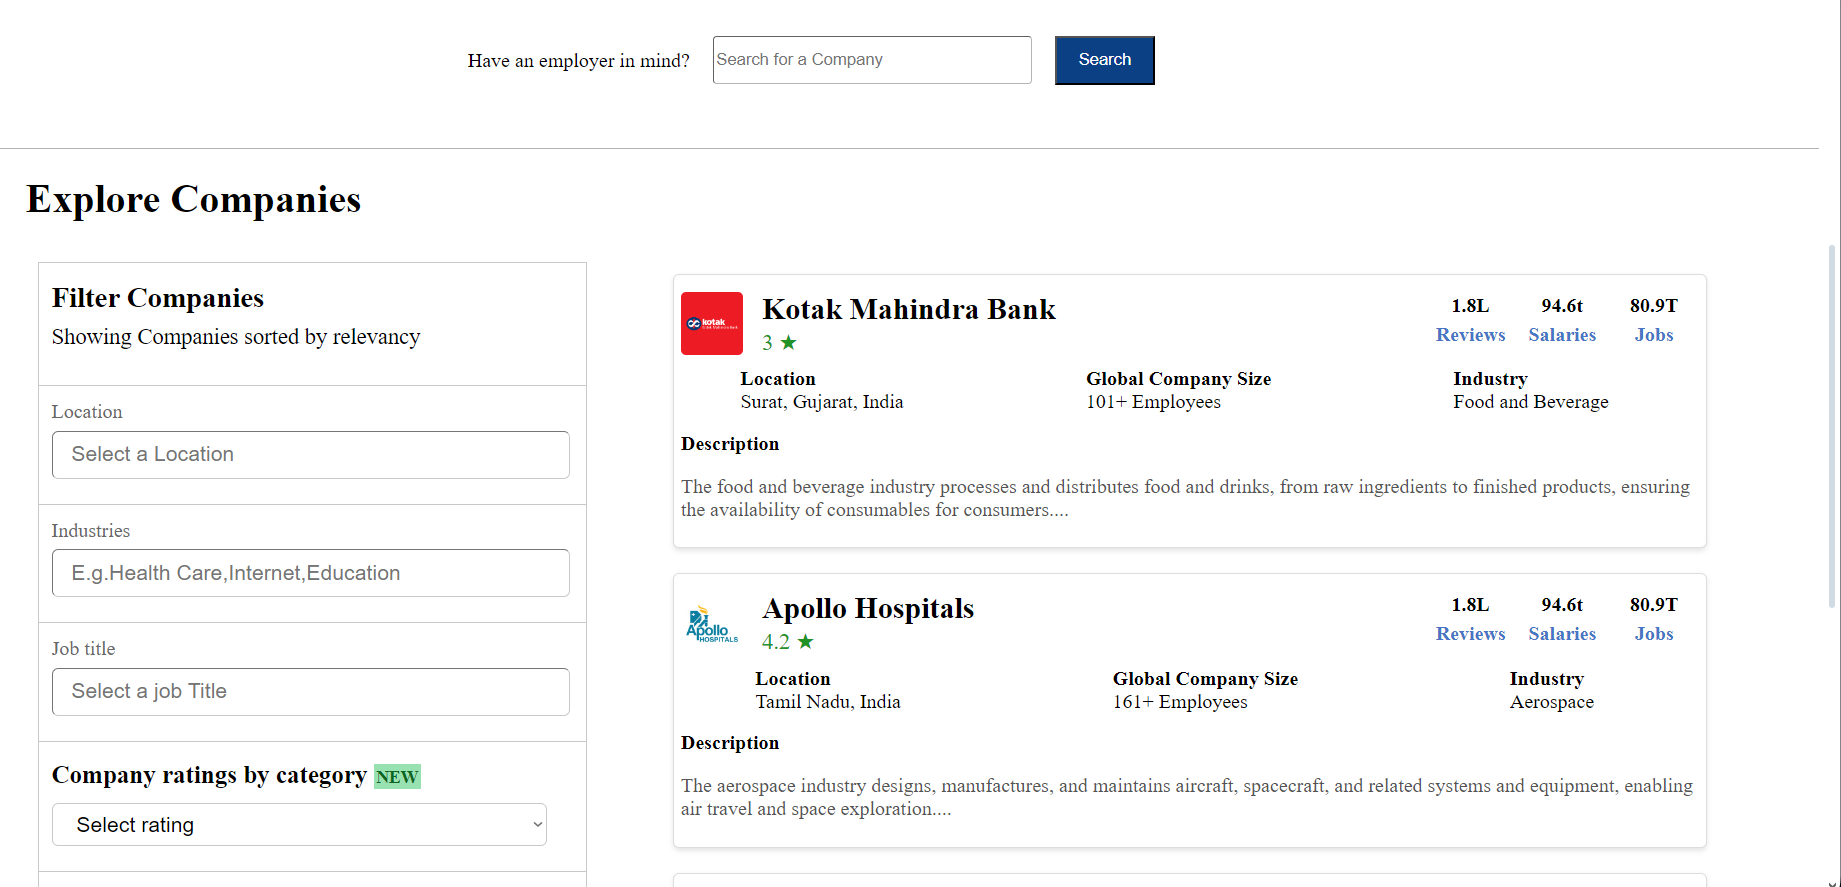 Have an employer in mind?
Search for a Company
Search
Explore Companies
Filter Companies
Showing Companies sorted by relevancy
Location
Select a Location
Industries
E.g.Health Care,Internet,Education
Job title
Select a job Title
Company ratings by category NEW
Select rating
kotak
Kotak Mahindra Bank
Kotak Mahindra Bank
3 ★
1.8L 94.6t 80.9T
Reviews Salaries Jobs
Location Global Company Size Industry
Surat, Gujarat, India 101+ Employees Food and Beverage
Description
The food and beverage industry processes and distributes food and drinks, from raw ingredients to finished products, ensuring
the availability of consumables for consumers....
Apollo
HOSPITALS
Apollo Hospitals
4.2 ★
1.8L 94.6t 80.9T
Reviews Salaries Jobs
Location Global Company Size Industry
Tamil Nadu, India 161+ Employees Aerospace
Description
The aerospace industry designs, manufactures, and maintains aircraft, spacecraft, and related systems and equipment, enabling
air travel and space exploration....